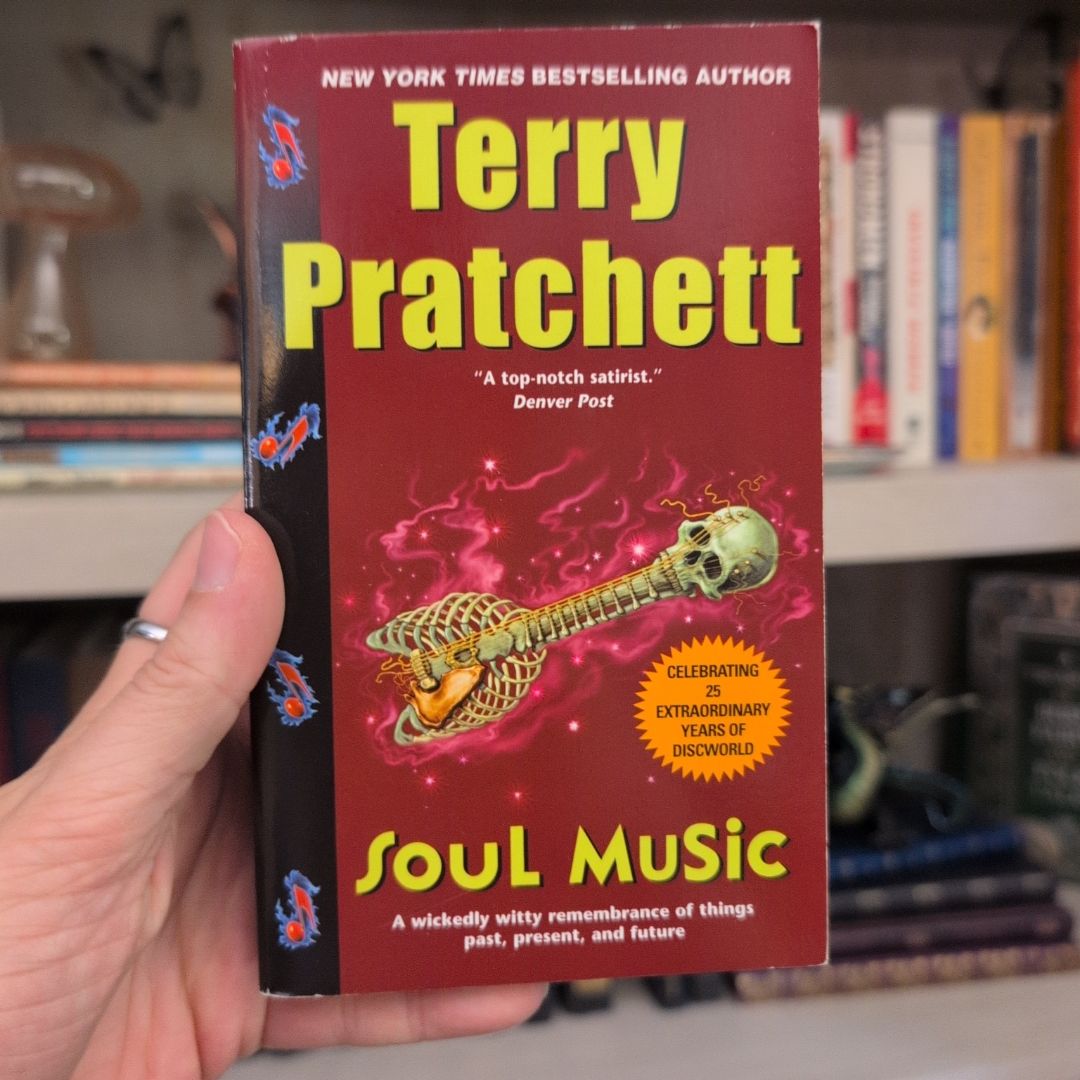 NEW YORK TIMES BESTSELLING AUTHOR
Terry
Pratchett
"A top-notch satirist."
Denver Post
CELEBRATING
25
EXTRAORDINARY
YEARS OF
DISCWORLD
SOUL MUSIC
A wickedly witty remembrance of things
past, present, and future